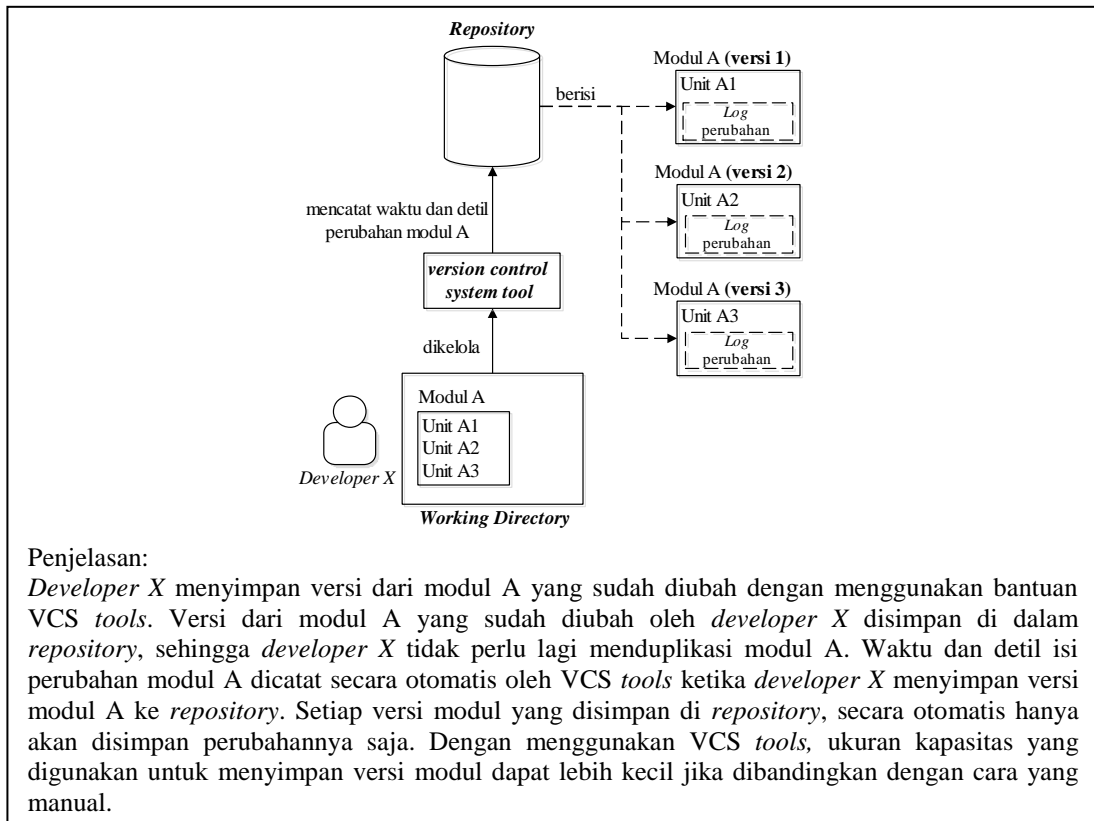 Repository
berisi
Modul A (versi 1)
Unit A1
Log
perubahan
Modul A (versi 2)
Unit A2
Log
perubahan
Modul A (versi 3)
Unit A3
Log
perubahan
mencatat waktu dan detil
perubahan modul A
version control
system tool
dikelola
Modul A
Unit A1
Unit A2
Unit A3
Developer X
Working Directory
Penjelasan:
Developer X menyimpan versi dari modul A yang sudah diubah dengan menggunakan bantuan
VCS tools. Versi dari modul A yang sudah diubah oleh developer X disimpan di dalam
repository, sehingga developer X tidak perlu lagi menduplikasi modul A. Waktu dan detil isi
perubahan modul A dicatat secara otomatis oleh VCS tools ketika developer X menyimpan versi
modul A ke repository. Setiap versi modul yang disimpan di repository, secara otomatis hanya
akan disimpan perubahannya saja. Dengan menggunakan VCS tools, ukuran kapasitas yang
digunakan untuk menyimpan versi modul dapat lebih kecil jika dibandingkan dengan cara yang
manual.